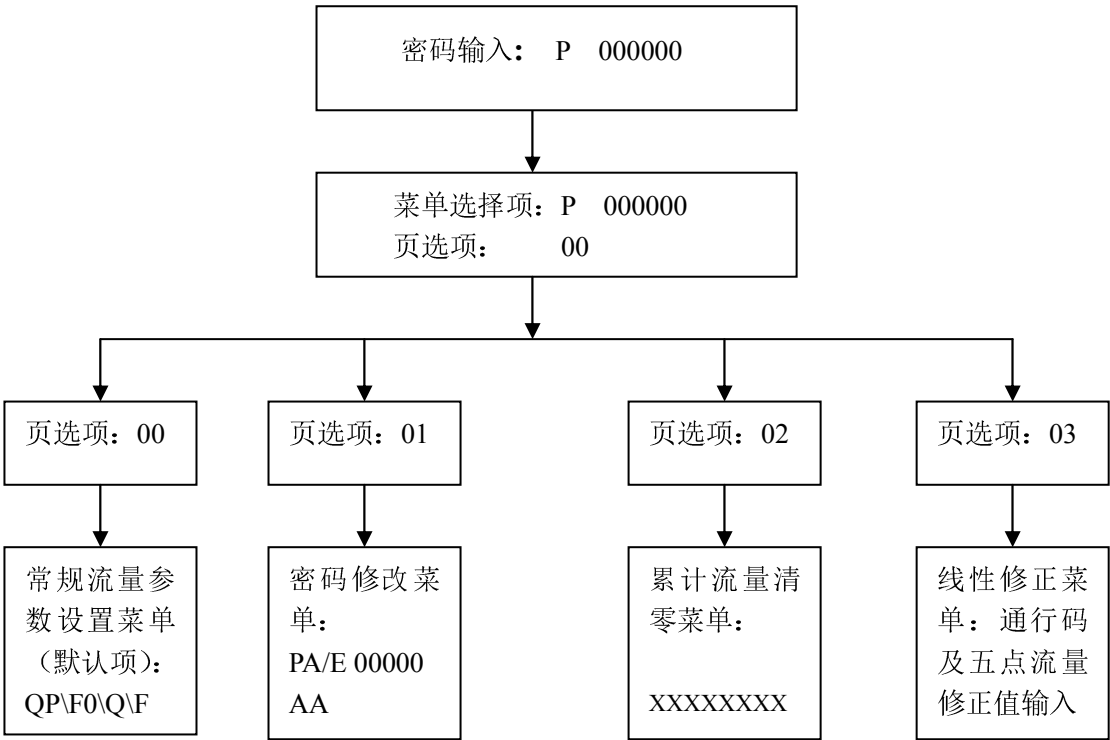 密码输入： P 000000
菜单选择项：P 000000
页选项： 00
页选项：00
页选项：01
页选项：02
页选项：03
常规流量参
数设置菜单
（默认项）：
QP\F0\Q\F
密码修改菜
单：
PA/E 00000
AA
累计流量清
零菜单：
XXXXXXXX
线性修正菜
单：通行码
及五点流量
修正值输入